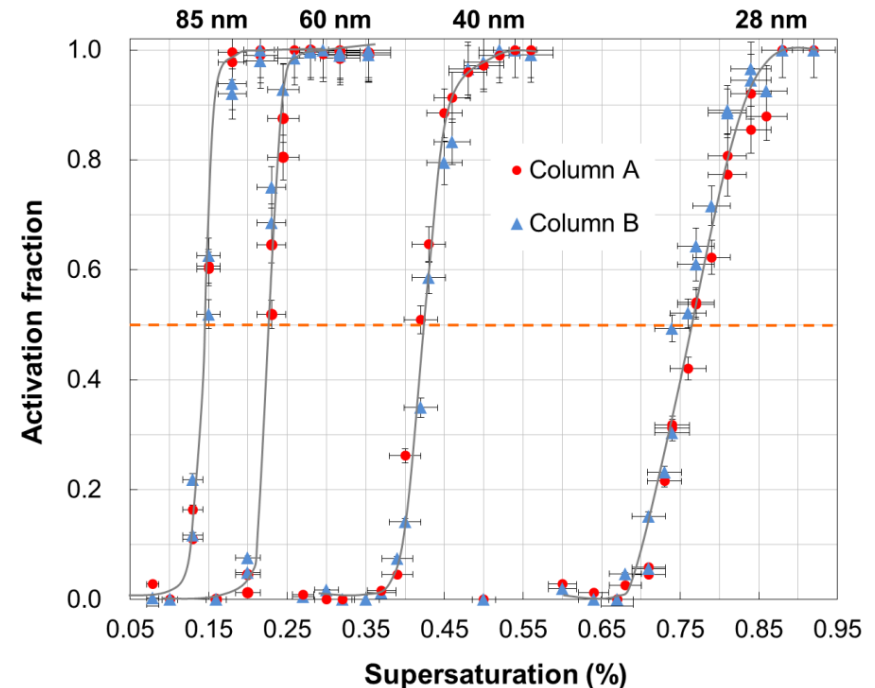 85 nm 60 nm 40 nm 28 nm
1.0
0.8
0.6
0.4
0.2
0.0
Activation fraction
Column A
Column B
0.05 0.15 0.25 0.35 0.45 0.55 0.65 0.75 0.85 0.95
Supersaturation (%)